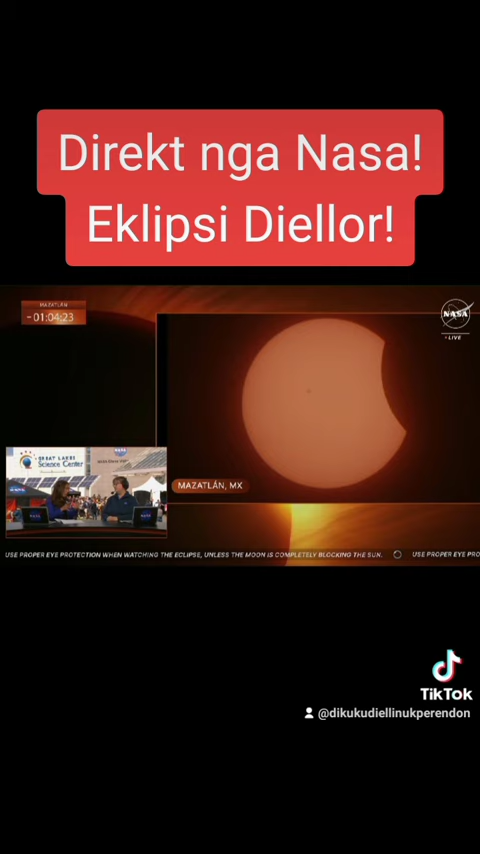 Direkt nga Nasa!
Eklipsi Diellor!
MAZATLÁN
-01:04:23
NASA
LIVE
GREAT LAKES
Science Center
MAZATLÁN, MX
USE PROPER EYE PROTECTION WHEN WATCHING THE ECLIPSE, UNLESS THE MOON IS COMPLETELY BLOCKING THE SUN. USE PROPER EYE PRO
TikTok
@dikukudiellinukperendon